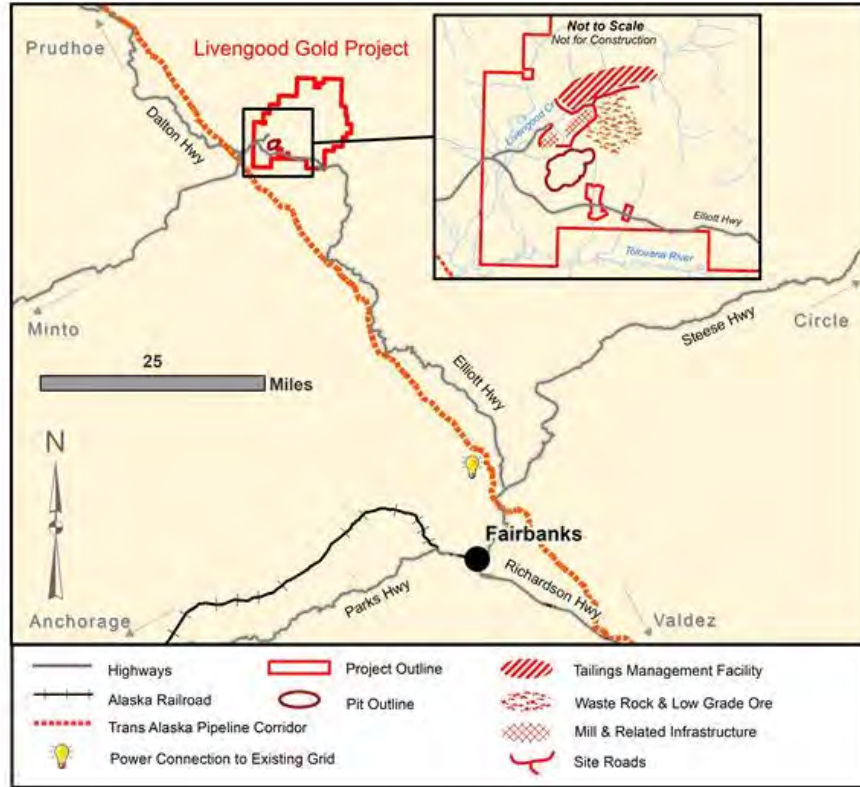 Prudhoe
Livengood Gold Project
Dalton Hwy
Not to Scale
Not for Construction
Livengood Cr
Elliott Hwy
Tolovana River
Minto
Circle
Steese Hwy
25
Miles
Elliott Hwy
N
Fairbanks
Parks Hwy
Richardson Hwy
Anchorage
Valdez
Highways
Project Outline
Tailings Management Facility
Alaska Railroad
Pit Outline
Waste Rock & Low Grade Ore
Trans Alaska Pipeline Corridor
Mill & Related Infrastructure
Power Connection to Existing Grid
Site Roads